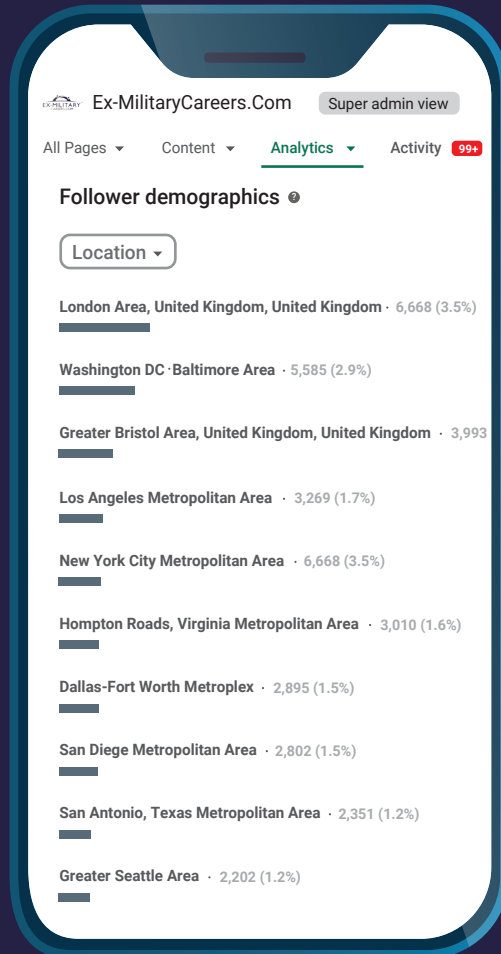 EX-MILITARY
Ex-MilitaryCareers.Com Super admin view
All Pages Content Analytics Activity 99+
Follower demographics ?
Location
London Area, United Kingdom, United Kingdom · 6,668 (3.5%)
Washington DC·Baltimore Area · 5,585 (2.9%)
Greater Bristol Area, United Kingdom, United Kingdom · 3,993
Los Angeles Metropolitan Area · 3,269 (1.7%)
New York City Metropolitan Area · 6,668 (3.5%)
Hompton Roads, Virginia Metropolitan Area · 3,010 (1.6%)
Dallas-Fort Worth Metroplex · 2,895 (1.5%)
San Diege Metropolitan Area · 2,802 (1.5%)
San Antonio, Texas Metropolitan Area · 2,351 (1.2%)
Greater Seattle Area · 2,202 (1.2%)